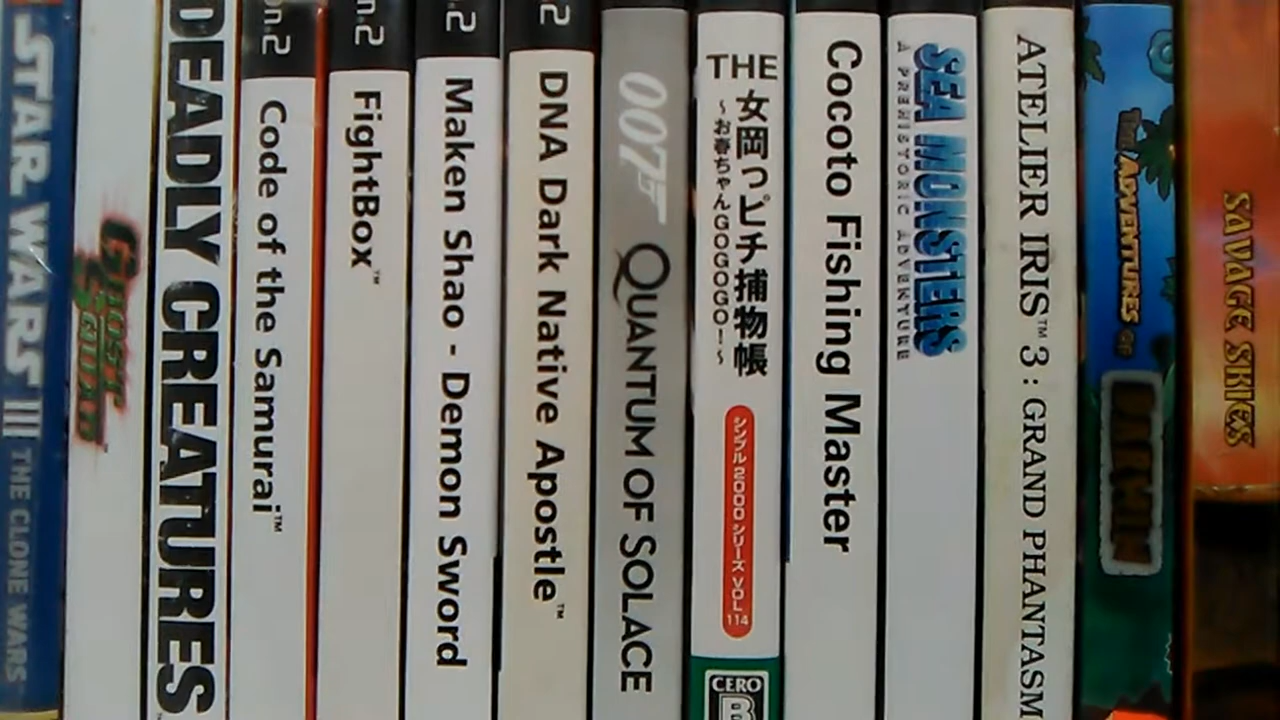 STAR WARS III THE CLONE WARS
GHOST
SQUAD
DEADLY CREATURES
on.2
Code of the Samurai™
n.2
FightBox™
.2
Maken Shao - Demon Sword
2
DNA Dark Native Apostle™
007
QUANTUM OF SOLACE
THE
女岡っピチ捕物帳
～お春ちゃんGOGOGO！～
シンプル2000シリーズ VOL.
114
CERO
B
Cocoto Fishing Master
SEA MONSTERS
A PREHISTORIC ADVENTURE
ATELIER IRIS™ 3 : GRAND PHANTASM
THE ADVENTURES OF
DARWIN
SAVAGE SKIES